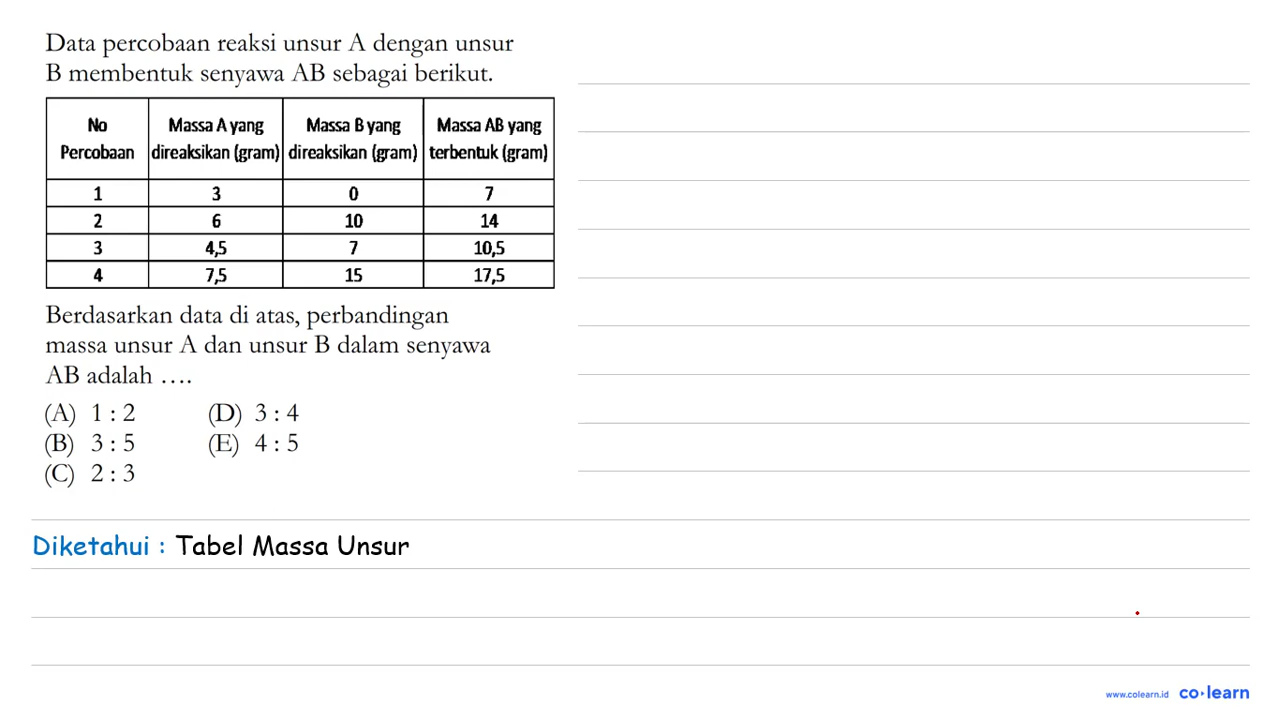 Data percobaan reaksi unsur A dengan unsur
B membentuk senyawa AB sebagai berikut.
No Percobaan | Massa A yang direaksikan (gram) | Massa B yang direaksikan (gram) | Massa AB yang terbentuk (gram)
1 | 3 | 0 | 7
2 | 6 | 10 | 14
3 | 4,5 | 7 | 10,5
4 | 7,5 | 15 | 17,5
Berdasarkan data di atas, perbandingan
massa unsur A dan unsur B dalam senyawa
AB adalah ....
(A) 1 : 2 (D) 3 : 4
(B) 3 : 5 (E) 4 : 5
(C) 2 : 3
Diketahui : Tabel Massa Unsur
www.colearn.id co·learn